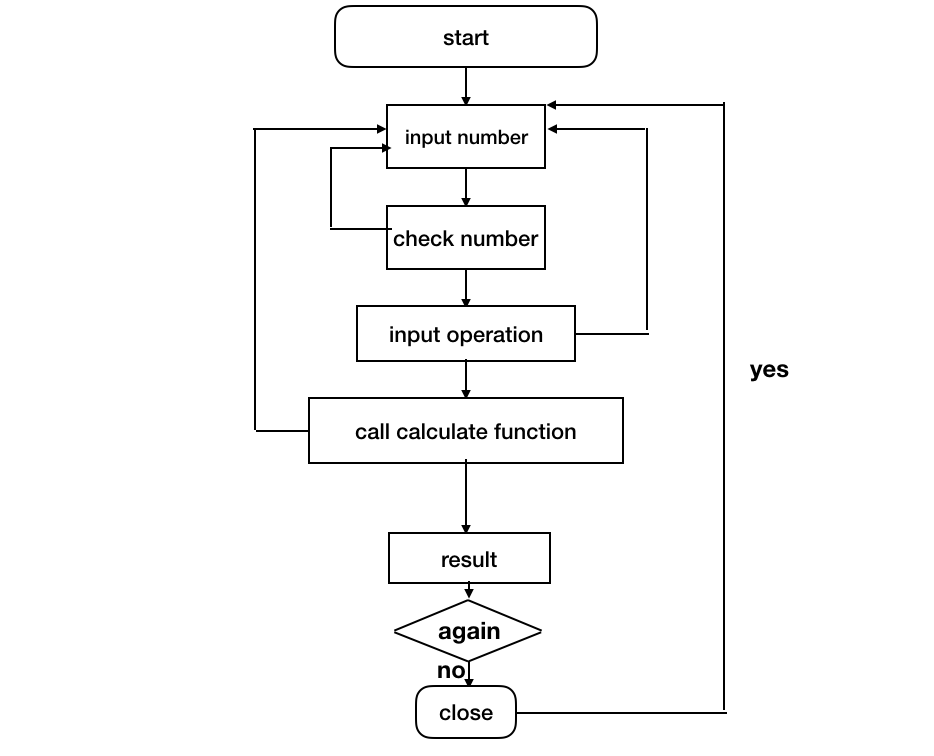 start
input number
check number
input operation
yes
call calculate function
result
again
no
close